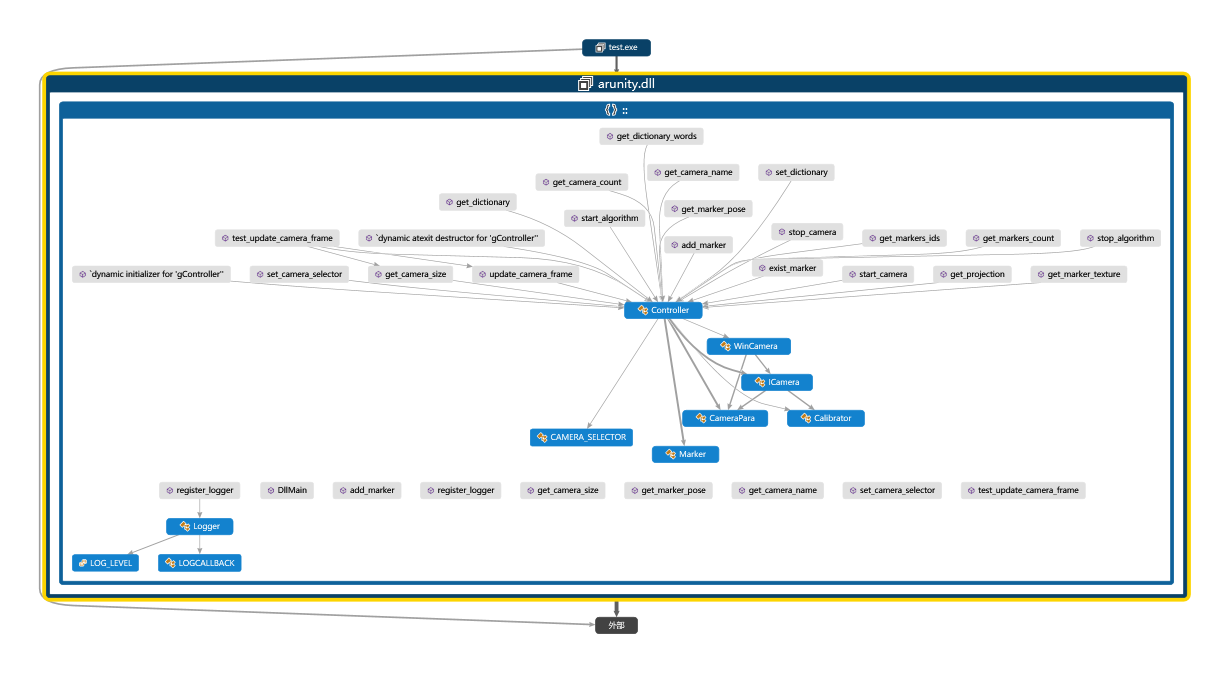 test.exe
arunity.dll
::
get_dictionary_words
get_camera_name
set_dictionary
get_camera_count
get_dictionary
get_marker_pose
start_algorithm
stop_camera
test_update_camera_frame
`dynamic atexit destructor for 'gController''
add_marker
get_markers_ids
get_markers_count
stop_algorithm
`dynamic initializer for 'gController''
set_camera_selector
get_camera_size
update_camera_frame
exist_marker
start_camera
get_projection
get_marker_texture
Controller
WinCamera
ICamera
CameraPara
Calibrator
CAMERA_SELECTOR
Marker
register_logger
DllMain
add_marker
register_logger
get_camera_size
get_marker_pose
get_camera_name
set_camera_selector
test_update_camera_frame
Logger
LOG_LEVEL
LOGCALLBACK
外部